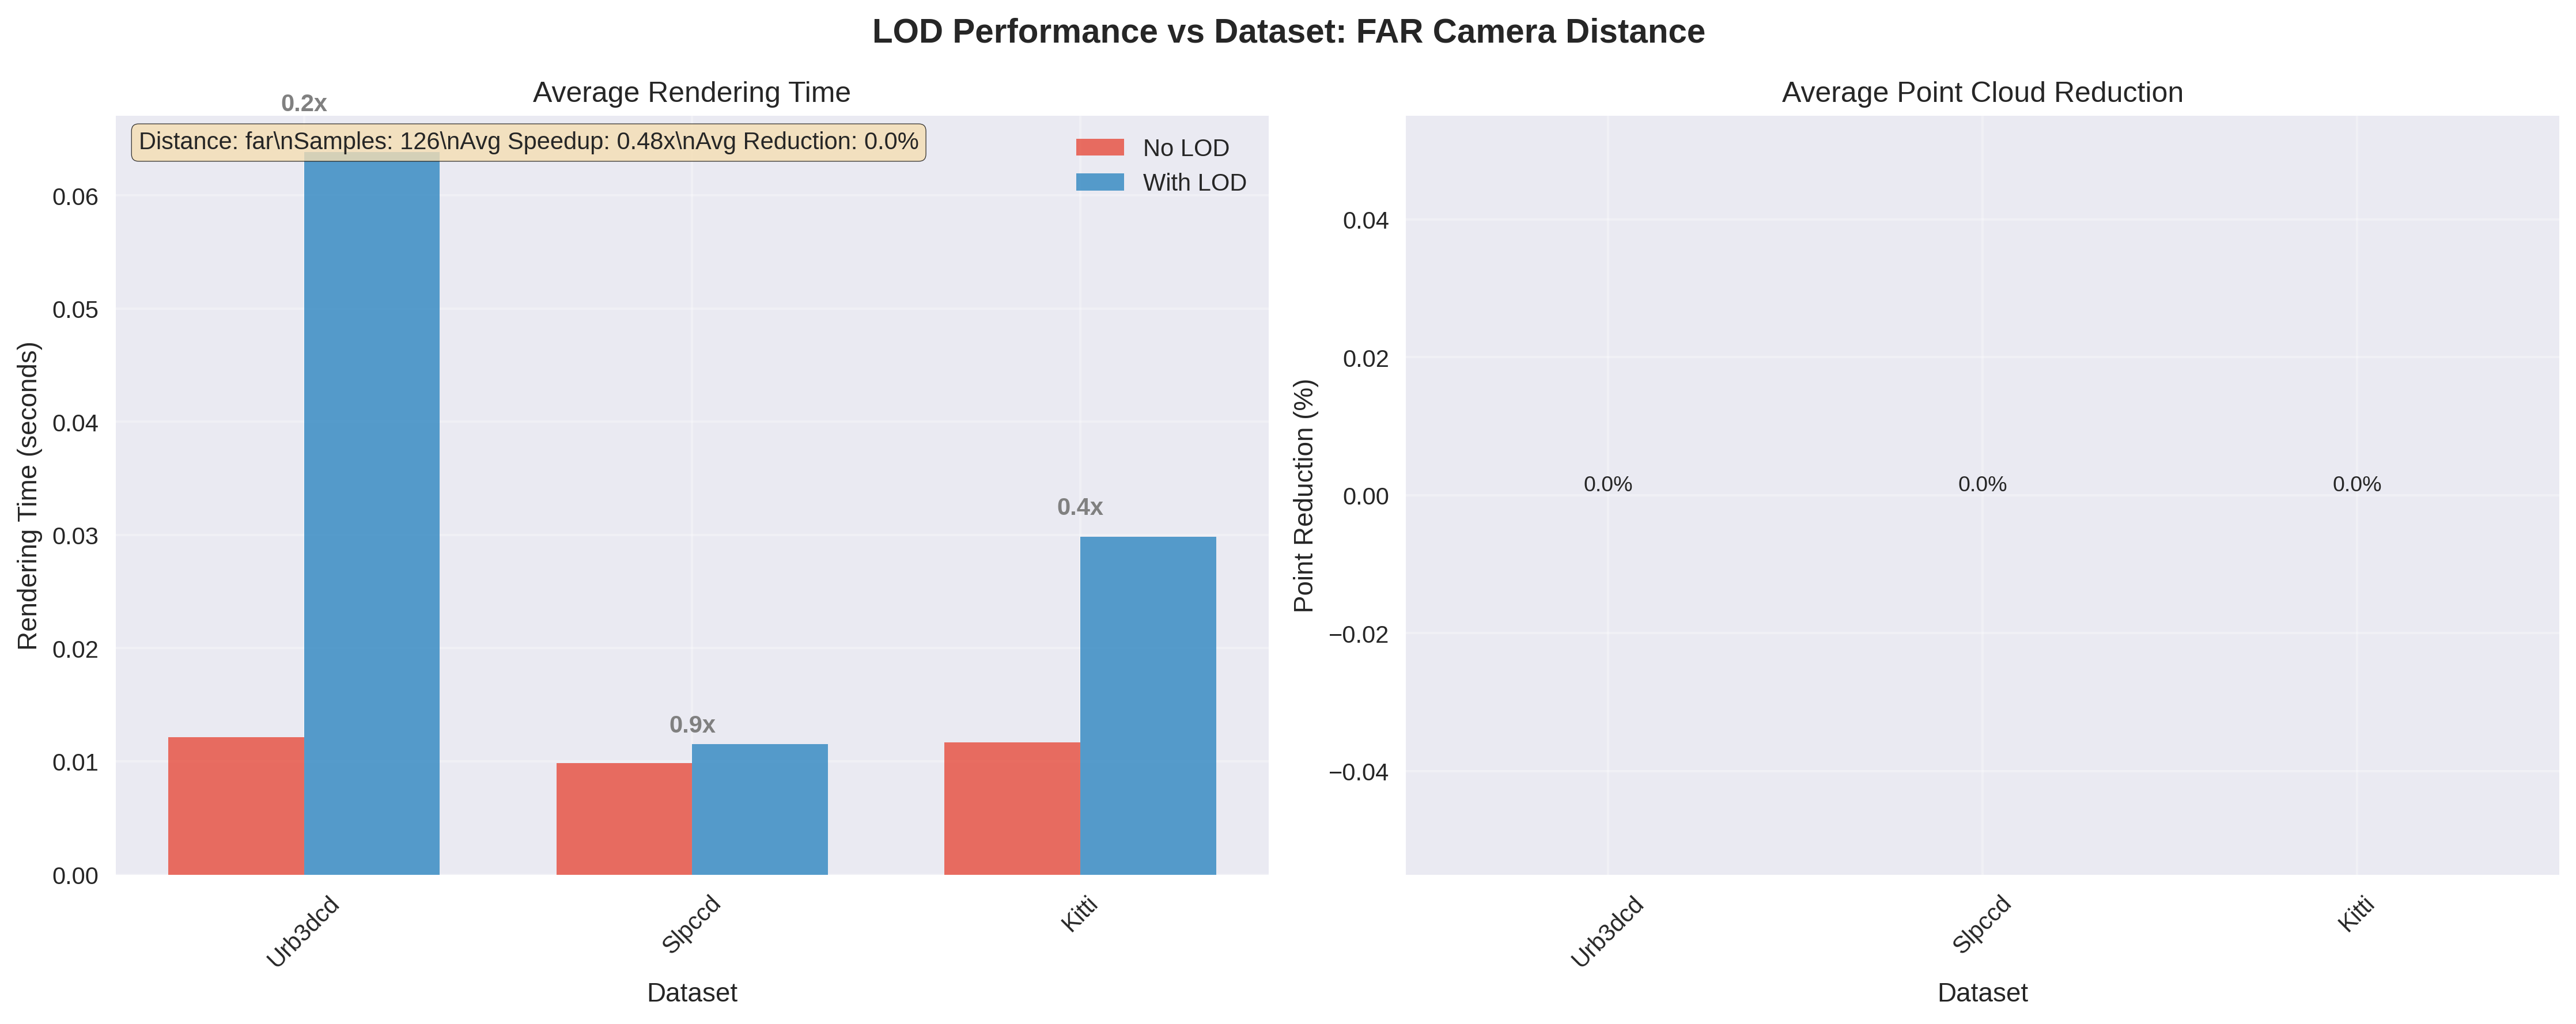 LOD Performance vs Dataset: FAR Camera Distance
Average Rendering Time
0.2x
Distance: far\nSamples: 126\nAvg Speedup: 0.48x\nAvg Reduction: 0.0%
No LOD
With LOD
0.06
0.05
0.04
0.03
0.02
0.01
0.00
Rendering Time (seconds)
0.9x
0.4x
Urb3dcd
Slpccd
Kitti
Dataset
Average Point Cloud Reduction
0.04
0.02
0.00
−0.02
−0.04
Point Reduction (%)
0.0%
0.0%
0.0%
Urb3dcd
Slpccd
Kitti
Dataset